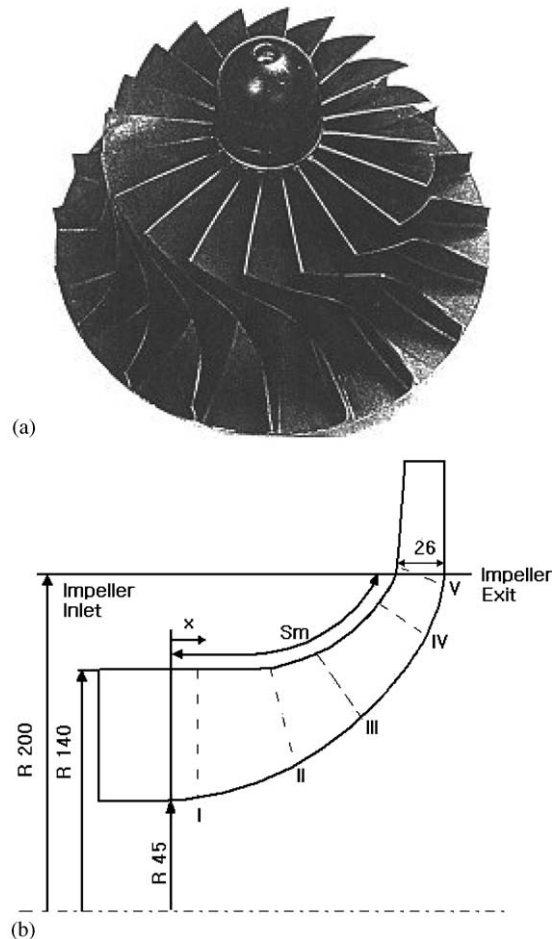 (a)
26
Impeller
Inlet
Impeller
Exit
x
Sm
V
IV
III
II
I
R 200
R 140
R 45
(b)